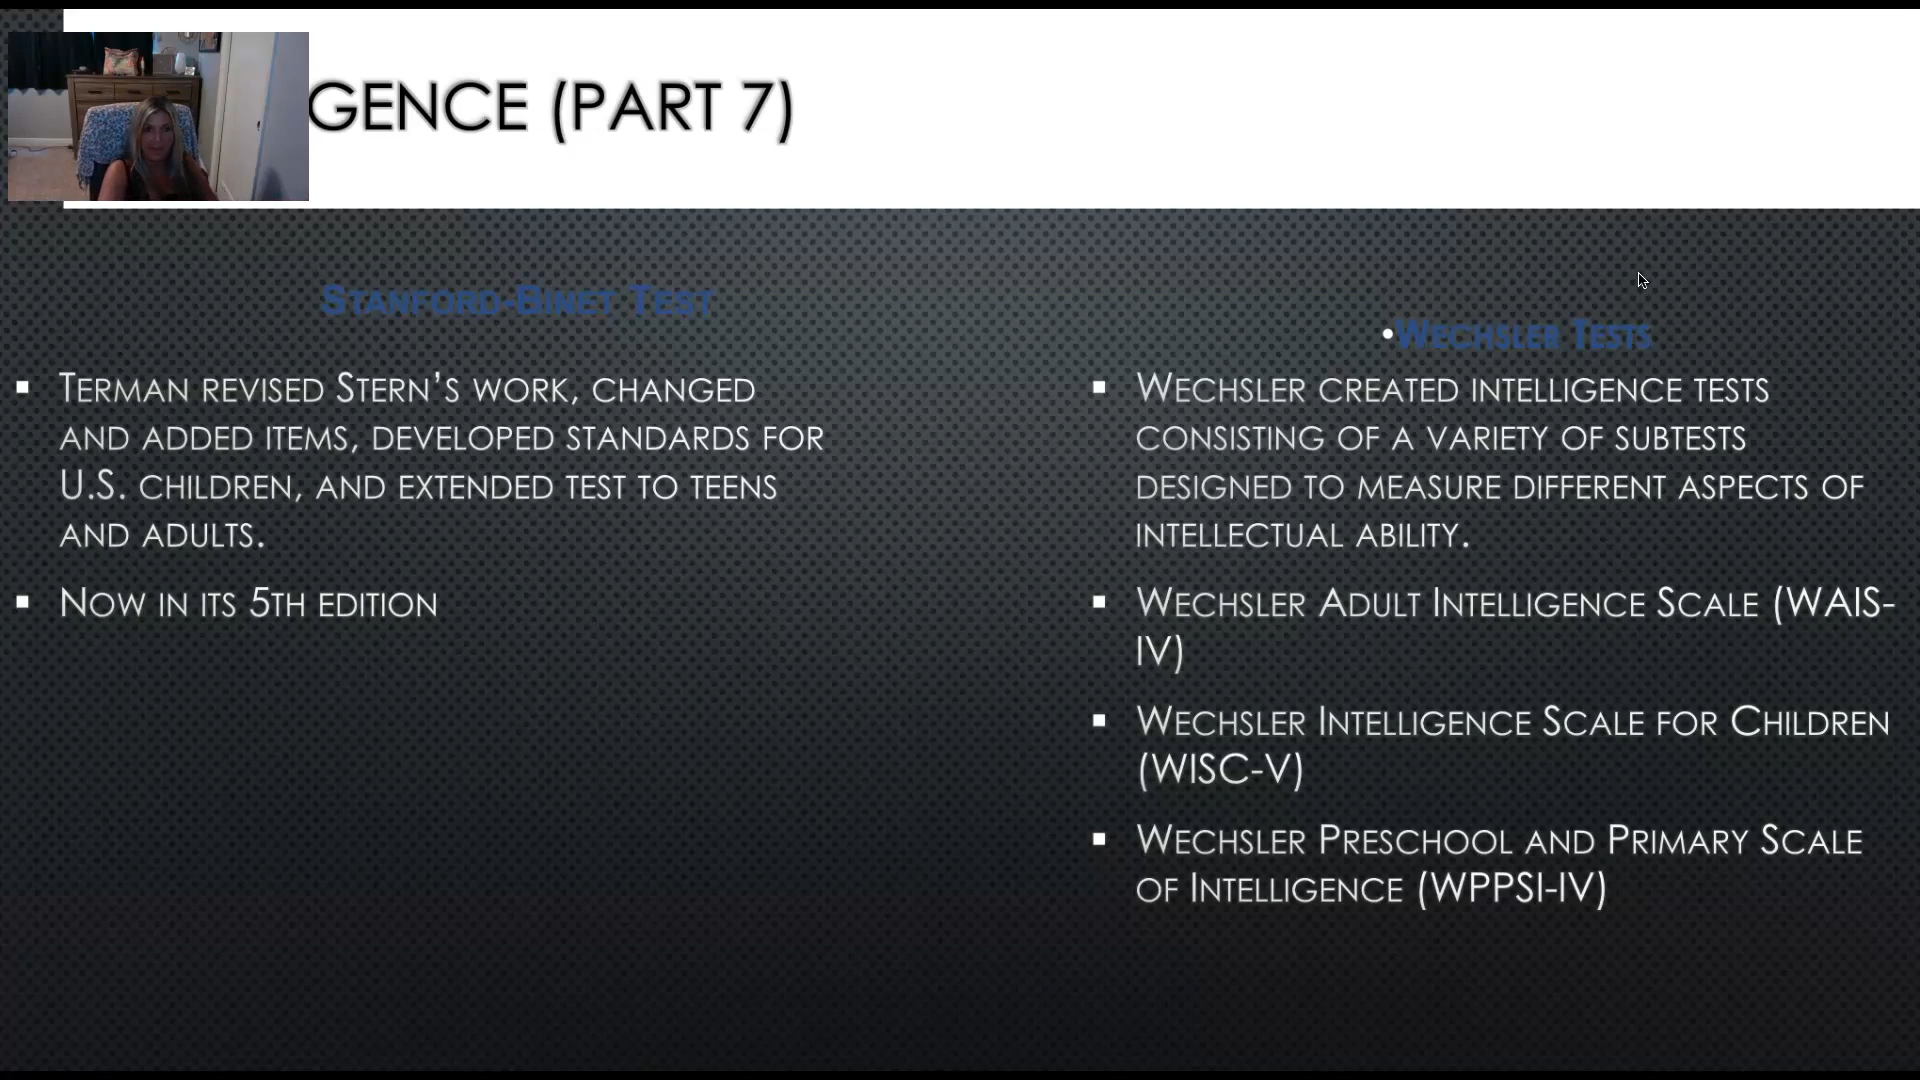 GENCE (PART 7)
STANFORD-BINET TEST
▪ TERMAN REVISED STERN'S WORK, CHANGED
AND ADDED ITEMS, DEVELOPED STANDARDS FOR
U.S. CHILDREN, AND EXTENDED TEST TO TEENS
AND ADULTS.
▪ NOW IN ITS 5TH EDITION
•WECHSLER TESTS
▪ WECHSLER CREATED INTELLIGENCE TESTS
CONSISTING OF A VARIETY OF SUBTESTS
DESIGNED TO MEASURE DIFFERENT ASPECTS OF
INTELLECTUAL ABILITY.
▪ WECHSLER ADULT INTELLIGENCE SCALE (WAIS-
IV)
▪ WECHSLER INTELLIGENCE SCALE FOR CHILDREN
(WISC-V)
▪ WECHSLER PRESCHOOL AND PRIMARY SCALE
OF INTELLIGENCE (WPPSI-IV)